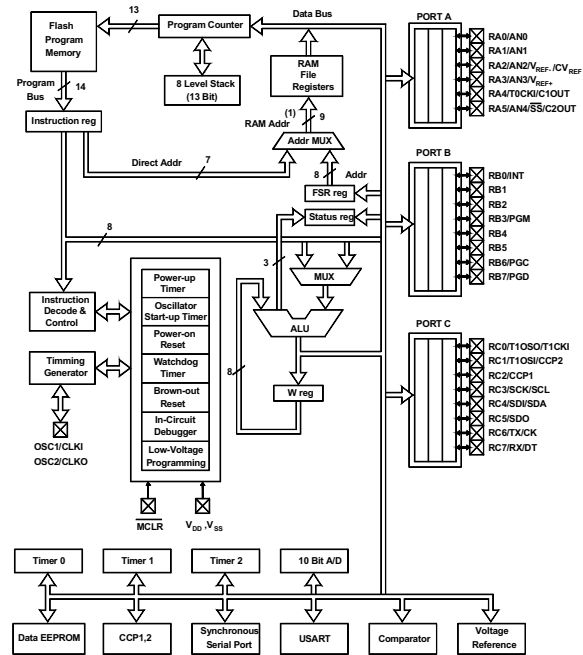 13
Data Bus
PORT A
Flash
Program
Memory
Program Counter
RAM
File
Registers
8 Level Stack
(13 Bit)
RA0/AN0
RA1/AN1
RA2/AN2/VREF-/CVREF
RA3/AN3/VREF+
RA4/T0CKI/C1OUT
RA5/AN4/SS/C2OUT
Program
Bus
14
Instruction reg
(1)
RAM Addr
9
Addr MUX
Direct Addr
7
8
Addr
FSR reg
Status reg
PORT B
RB0/INT
RB1
RB2
RB3/PGM
RB4
RB5
RB6/PGC
RB7/PGD
8
3
MUX
ALU
8
W reg
Instruction
Decode &
Control
Timming
Generator
OSC1/CLKI
OSC2/CLKO
Power-up
Timer
Oscillator
Start-up Timer
Power-on
Reset
Watchdog
Timer
Brown-out
Reset
In-Circuit
Debugger
Low-Voltage
Programming
MCLR
VDD ,VSS
PORT C
RC0/T1OSO/T1CKI
RC1/T1OSI/CCP2
RC2/CCP1
RC3/SCK/SCL
RC4/SDI/SDA
RC5/SDO
RC6/TX/CK
RC7/RX/DT
Timer 0
Timer 1
Timer 2
10 Bit A/D
Data EEPROM
CCP1,2
Synchronous
Serial Port
USART
Comparator
Voltage
Reference